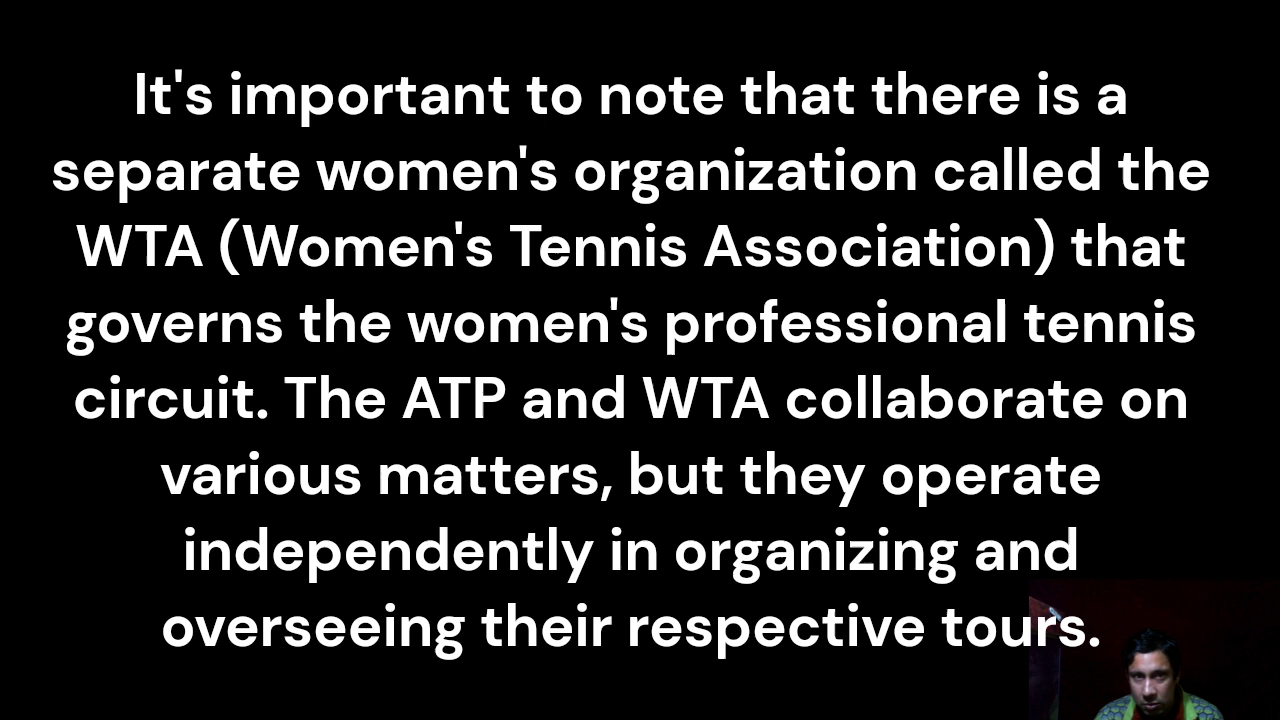 It's important to note that there is a
separate women's organization called the
WTA (Women's Tennis Association) that
governs the women's professional tennis
circuit. The ATP and WTA collaborate on
various matters, but they operate
independently in organizing and
overseeing their respective tours.